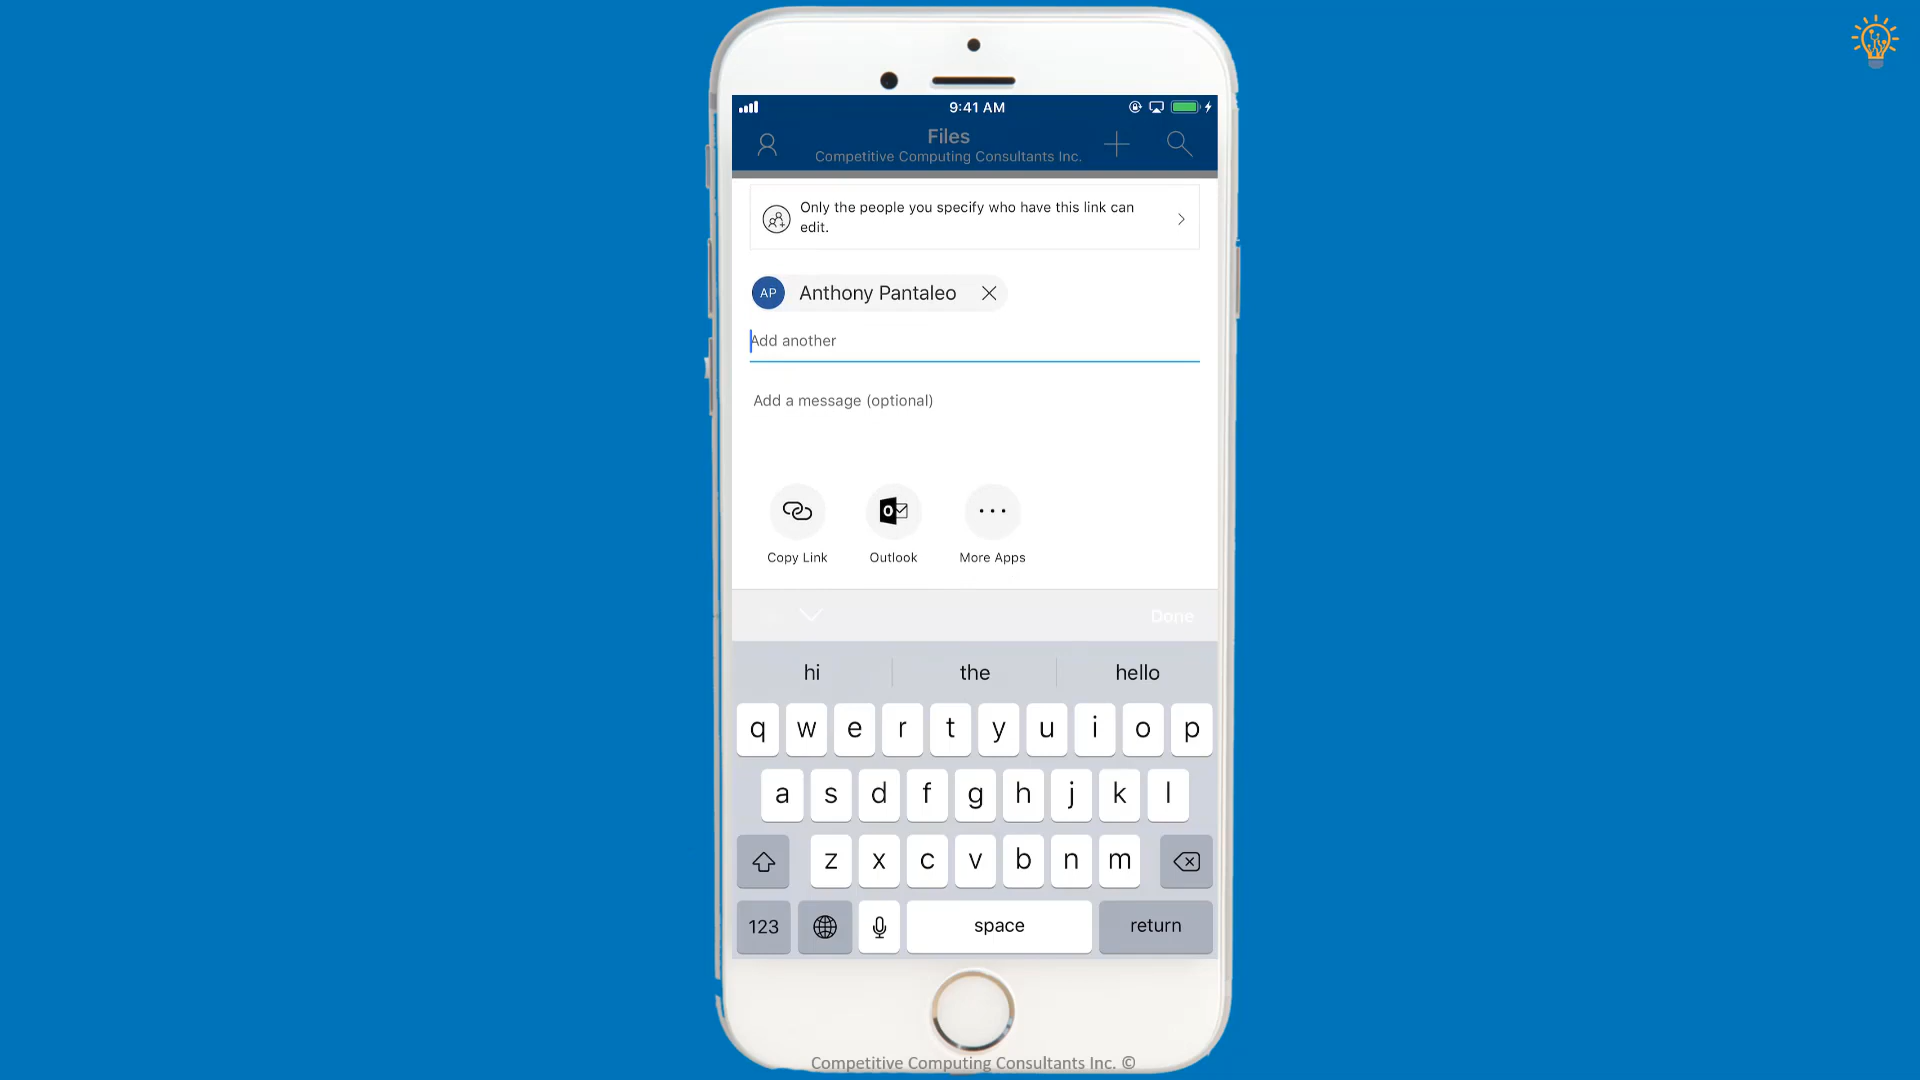 9:41 AM
Files
Competitive Computing Consultants Inc.
Only the people you specify who have this link can
edit.
AP Anthony Pantaleo
Add another
Add a message (optional)
Copy Link Outlook More Apps
Done
hi the hello
q w e r t y u i o p
a s d f g h j k l
z x c v b n m
123 space return
Competitive Computing Consultants Inc. ©